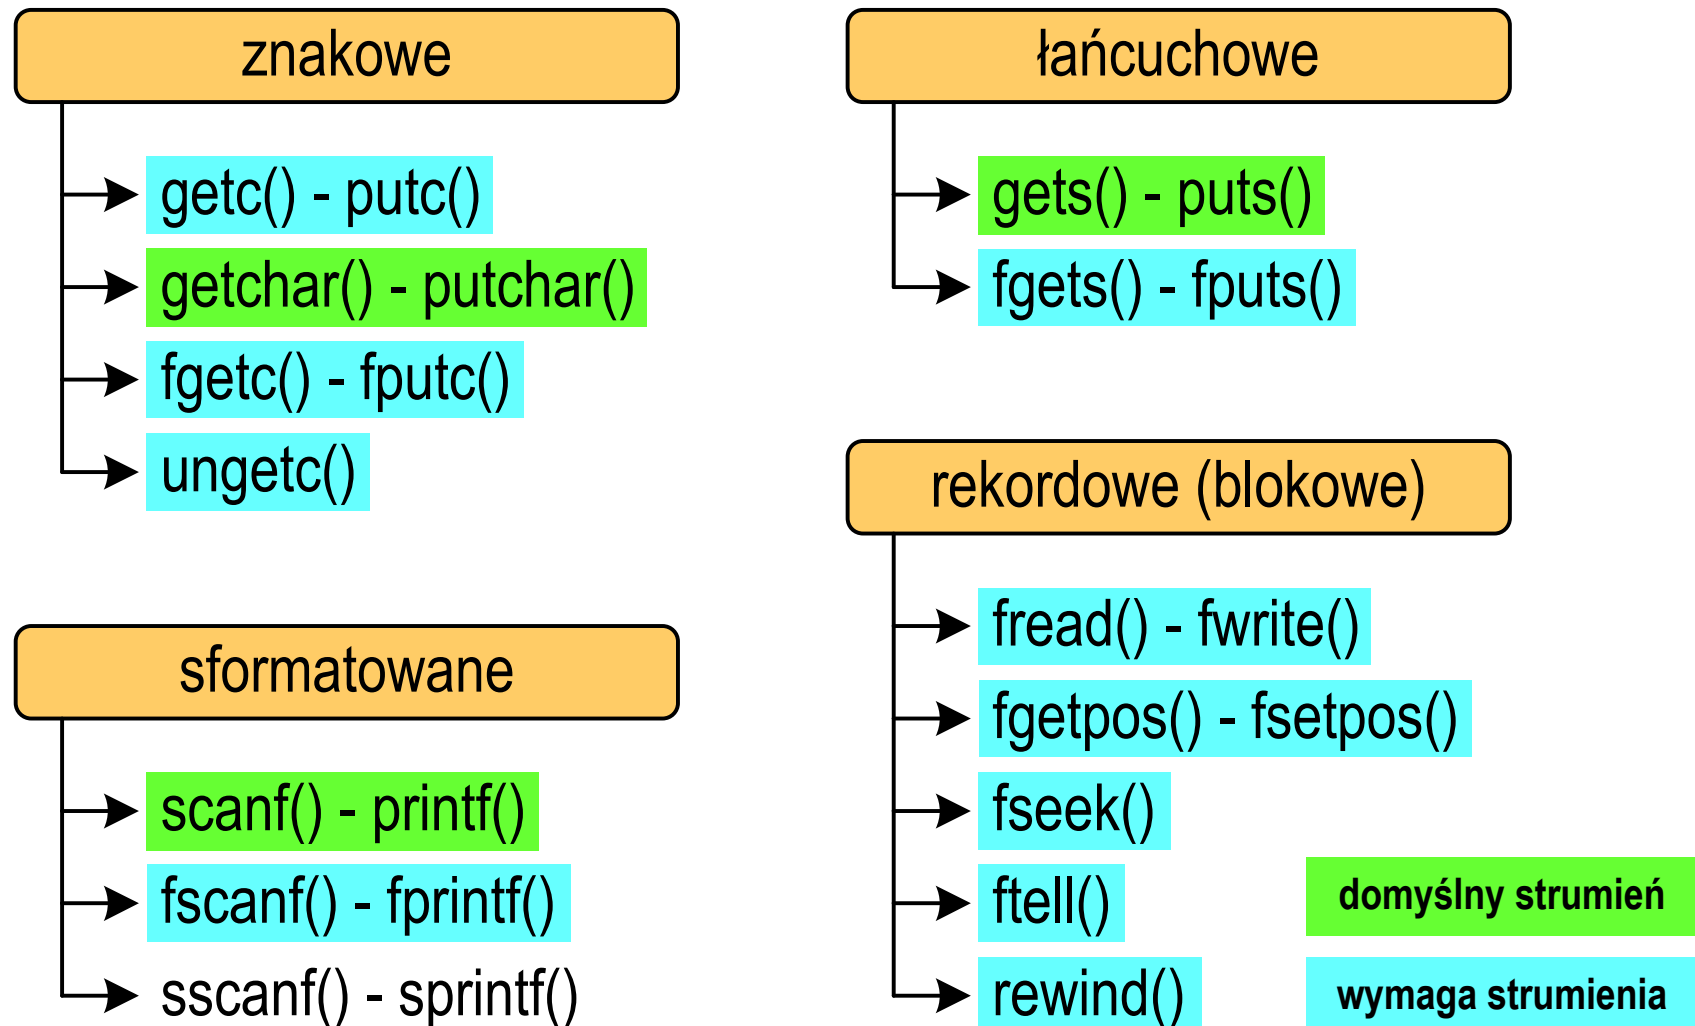 znakowe
getc() - putc()
getchar() - putchar()
fgetc() - fputc()
ungetc()
łańcuchowe
gets() - puts()
fgets() - fputs()
sformatowane
scanf() - printf()
fscanf() - fprintf()
sscanf() - sprintf()
rekordowe (blokowe)
fread() - fwrite()
fgetpos() - fsetpos()
fseek()
ftell()
rewind()
domyślny strumień
wymaga strumienia